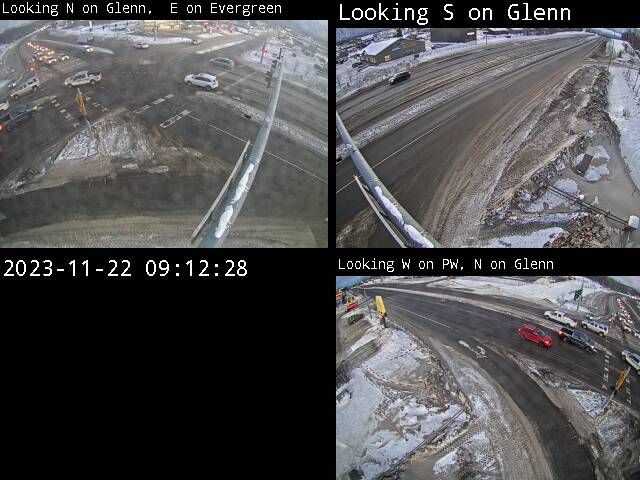 Looking N on Glenn, E on Evergreen
Looking S on Glenn
2023-11-22 09:12:28
Looking W on PW, N on Glenn